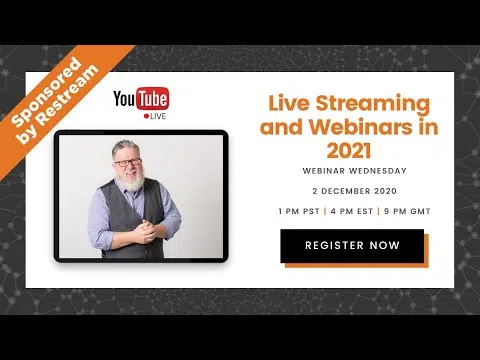 Sponsored
by Restream
YouTube
LIVE
Live Streaming
and Webinars in
2021
WEBINAR WEDNESDAY
2 DECEMBER 2020
1 PM PST | 4 PM EST | 9 PM GMT
REGISTER NOW